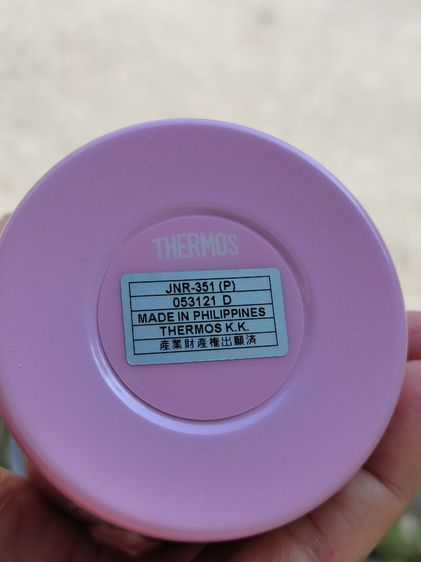 THERMOS
JNR-351 (P)
053121 D
MADE IN PHILIPPINES
THERMOS K.K.
産業財産権出願済